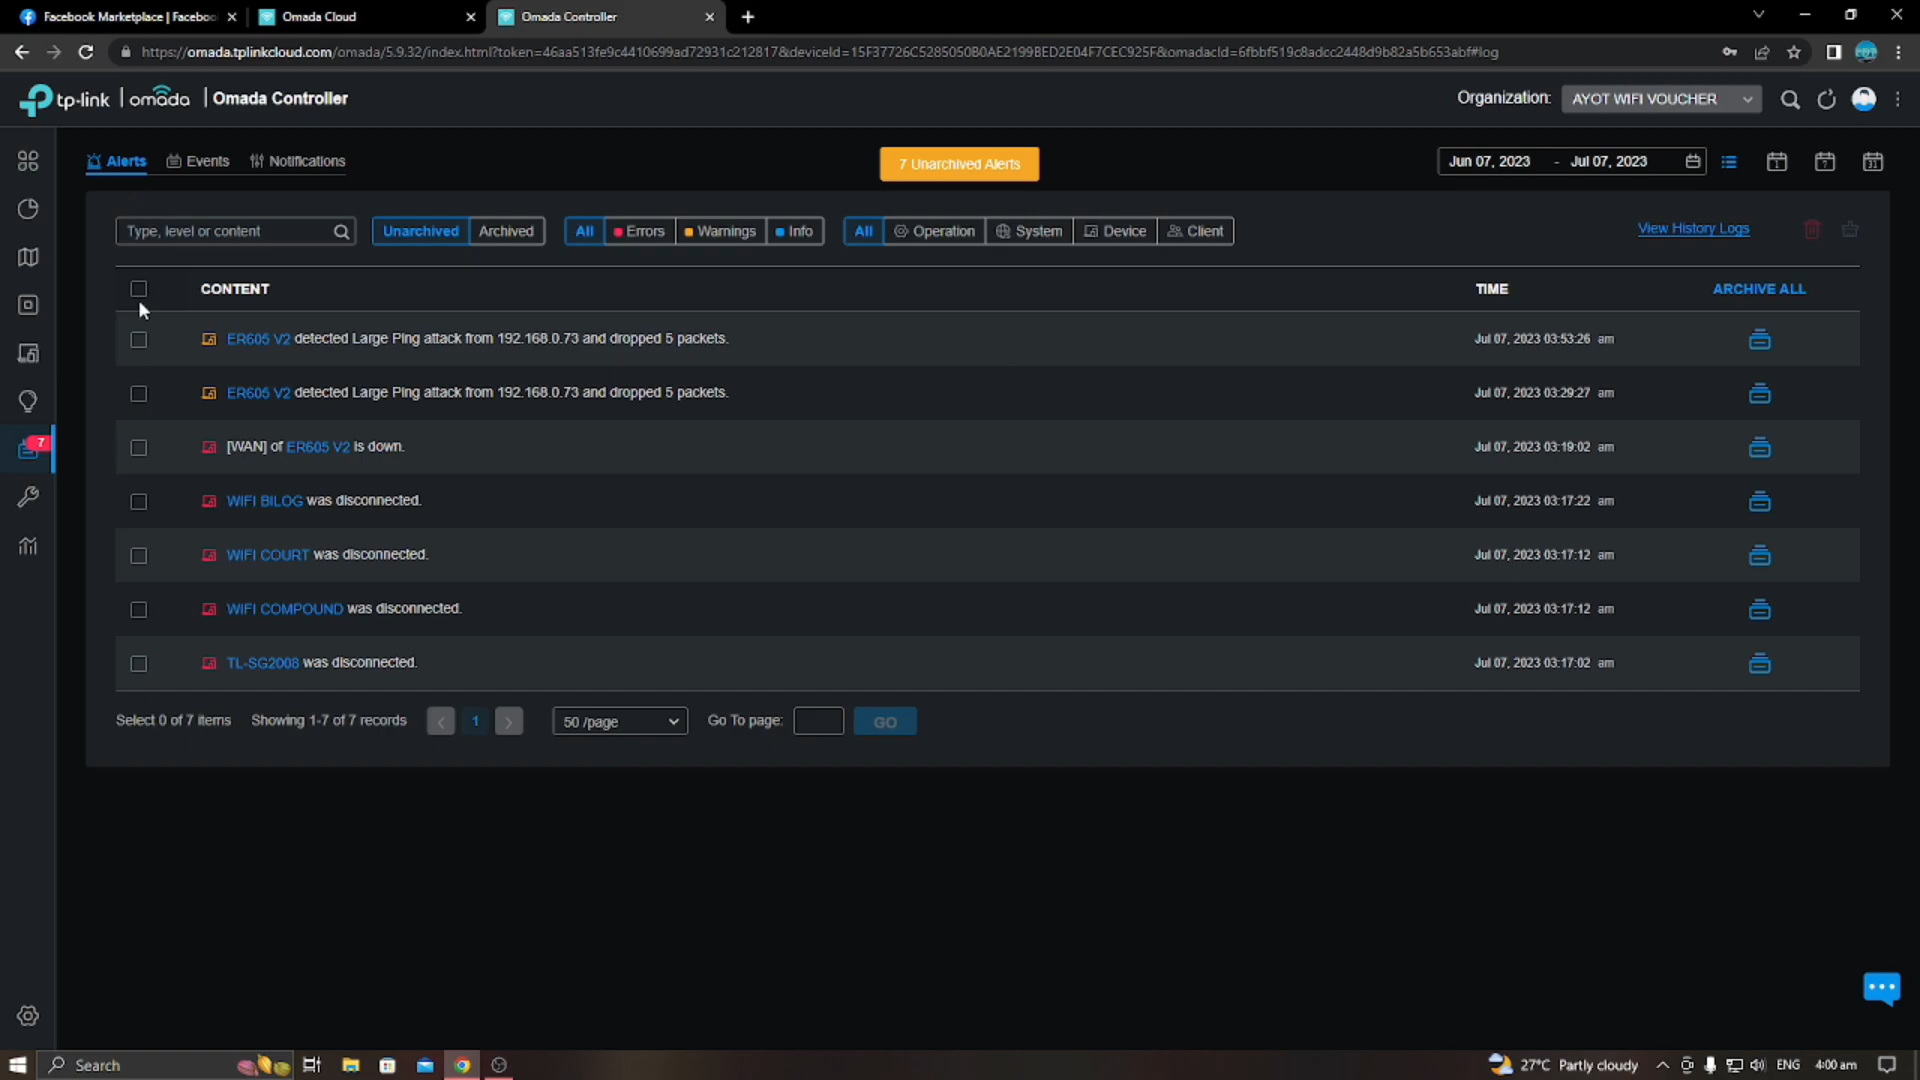 Facebook Marketplace | Faceboo
Omada Cloud
Omada Controller
https://omada.tplinkcloud.com/omada/5.9.32/index.html?token=46aa513fe9c4410699ad72931c212817&deviceId=15F37726C5285050B0AE2199BED2E04F7CEC925F&omadacId=6fbbf519c8adcc2448d9b82a5b653abf#log
tp-link | omada | Omada Controller
Organization: AYOT WIFI VOUCHER
Alerts Events Notifications
7 Unarchived Alerts
Jun 07, 2023 - Jul 07, 2023
Type, level or content
Unarchived Archived
All Errors Warnings Info
All Operation System Device Client
View History Logs
CONTENT TIME ARCHIVE ALL
ER605 V2 detected Large Ping attack from 192.168.0.73 and dropped 5 packets. Jul 07, 2023 03:53:26 am
ER605 V2 detected Large Ping attack from 192.168.0.73 and dropped 5 packets. Jul 07, 2023 03:29:27 am
7
[WAN] of ER605 V2 is down. Jul 07, 2023 03:19:02 am
WIFI BILOG was disconnected. Jul 07, 2023 03:17:22 am
WIFI COURT was disconnected. Jul 07, 2023 03:17:12 am
WIFI COMPOUND was disconnected. Jul 07, 2023 03:17:12 am
TL-SG2008 was disconnected. Jul 07, 2023 03:17:02 am
Select 0 of 7 items Showing 1-7 of 7 records 1 50 /page Go To page: GO
Search
27°C Partly cloudy ENG 4:00 am